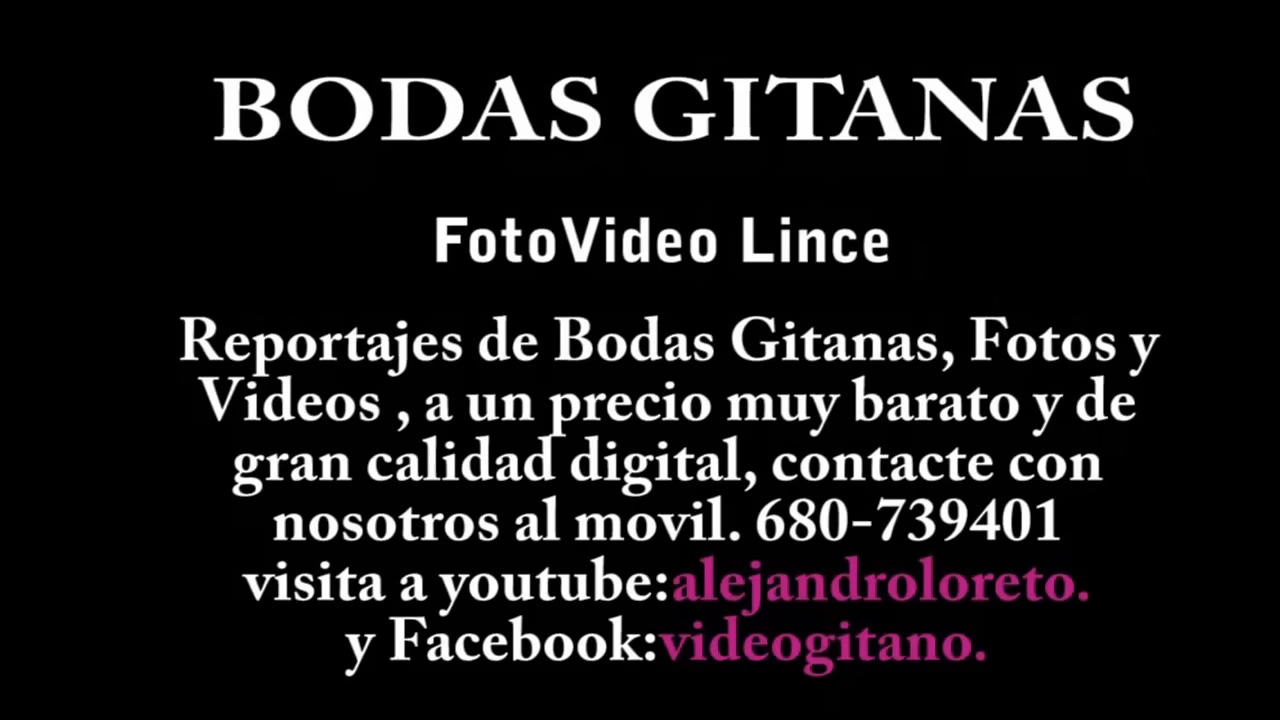 BODAS GITANAS
FotoVideo Lince
Reportajes de Bodas Gitanas, Fotos y
Videos , a un precio muy barato y de
gran calidad digital, contacte con
nosotros al movil. 680-739401
visita a youtube:alejandroloreto.
y Facebook:videogitano.